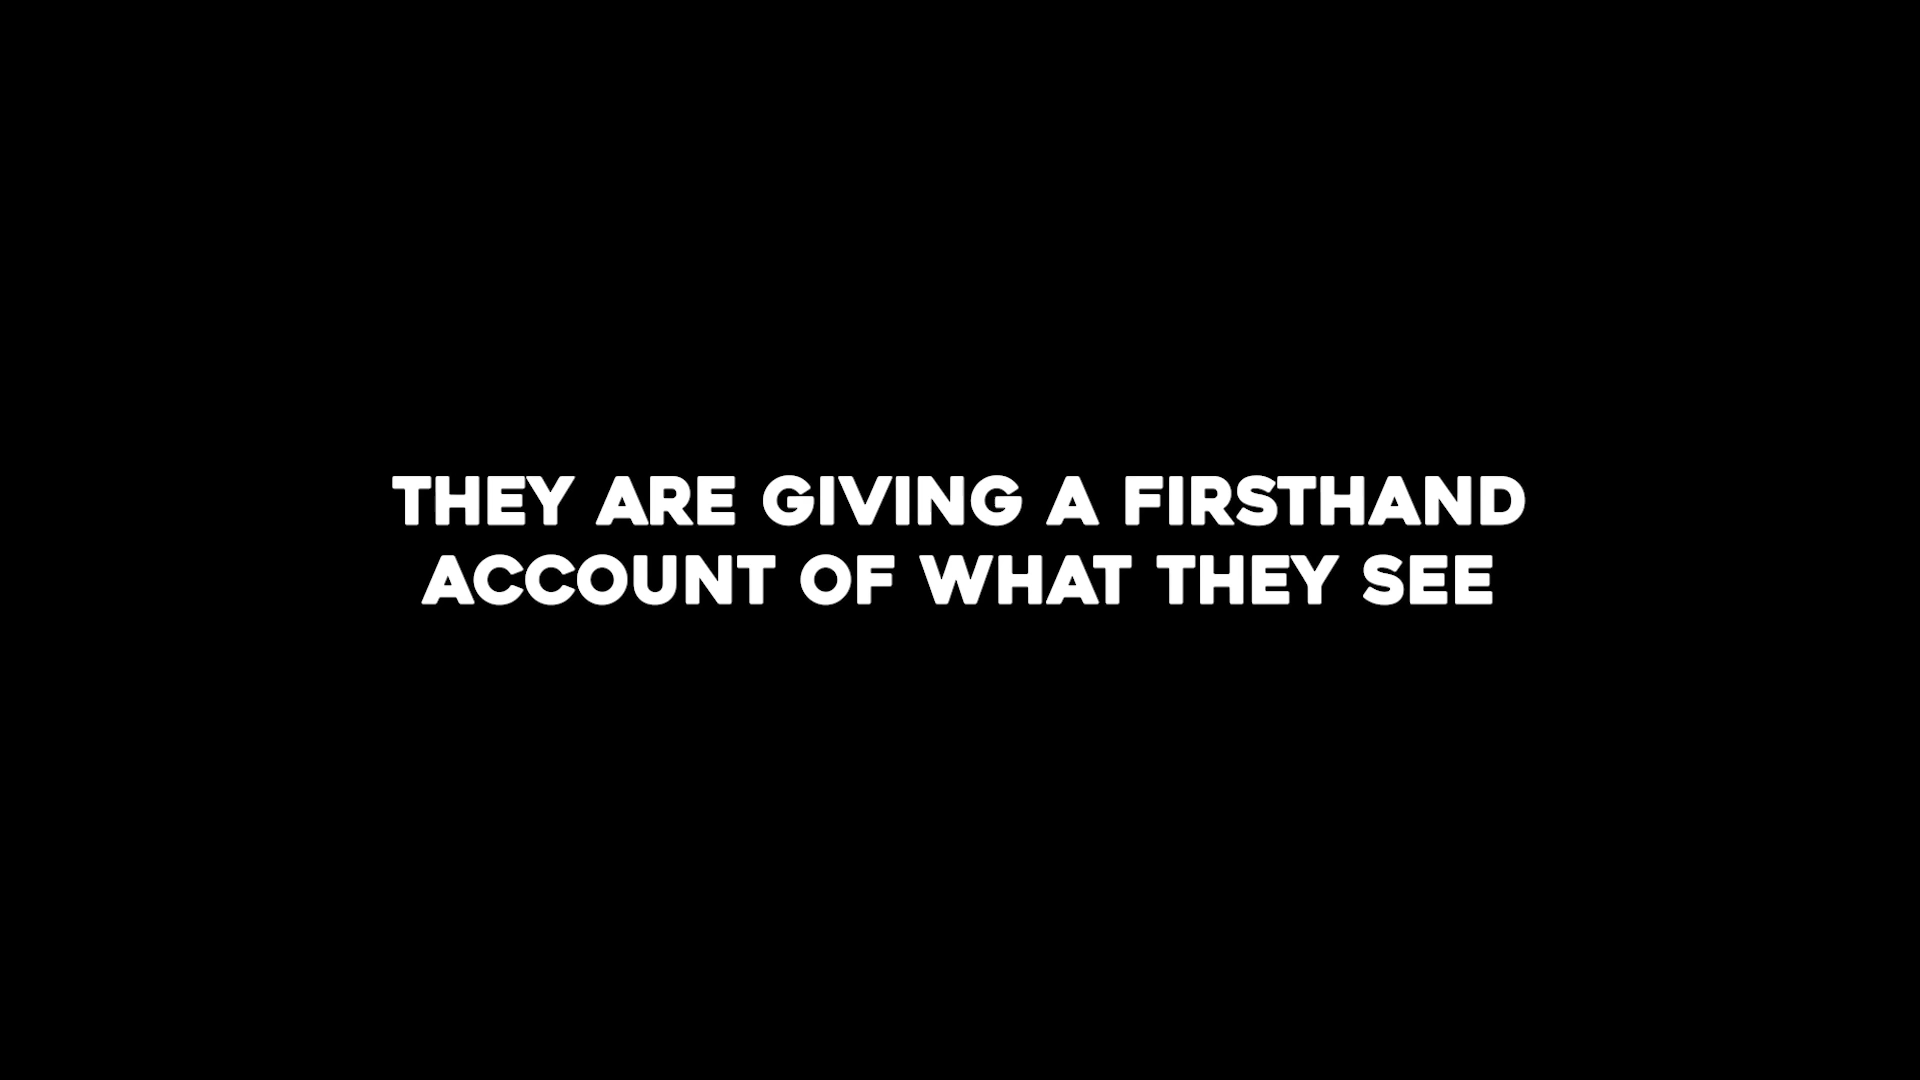 THEY ARE GIVING A FIRSTHAND
ACCOUNT OF WHAT THEY SEE